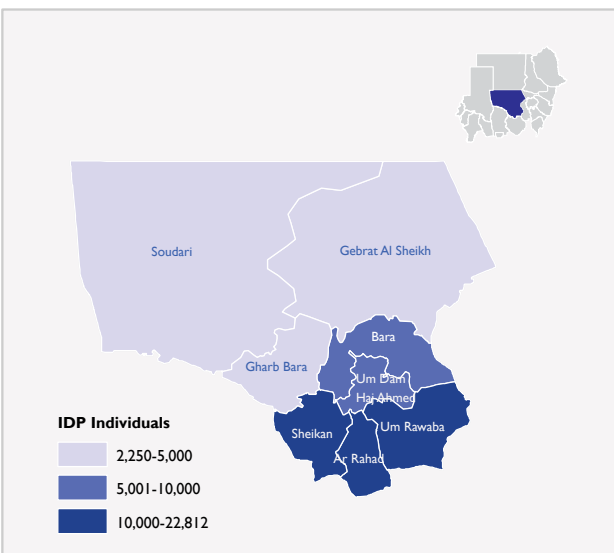 Soudari
Gebrat Al Sheikh
Bara
Gharb Bara
Um Dam
Haj Ahmed
Sheikan
Um Rawaba
Ar Rahad
IDP Individuals
2,250-5,000
5,001-10,000
10,000-22,812